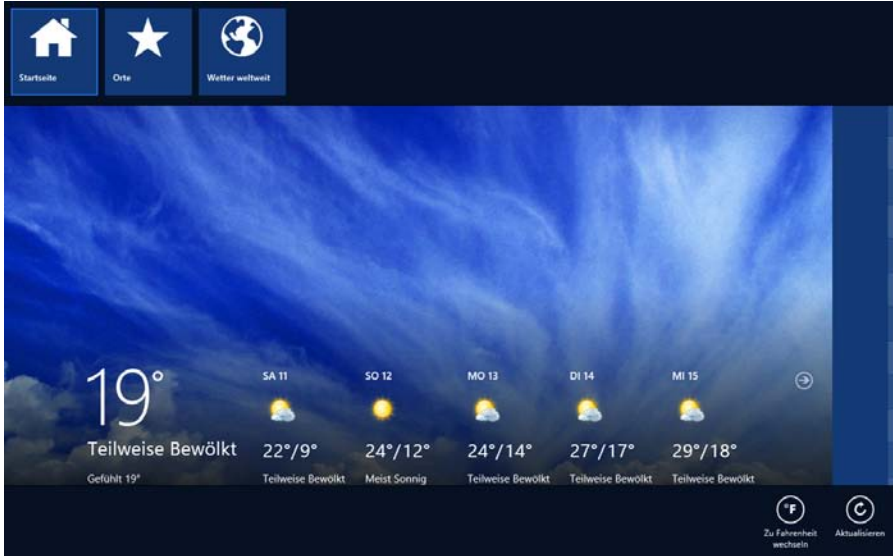 Startseite
Orte
Wetter weltweit
19°
Teilweise Bewölkt
Gefühlt 19°
SA 11
22°/9°
Teilweise Bewölkt
SO 12
24°/12°
Meist Sonnig
MO 13
24°/14°
Teilweise Bewölkt
DI 14
27°/17°
Teilweise Bewölkt
MI 15
29°/18°
Teilweise Bewölkt
°F
Zu Fahrenheit
wechseln
Aktualisieren